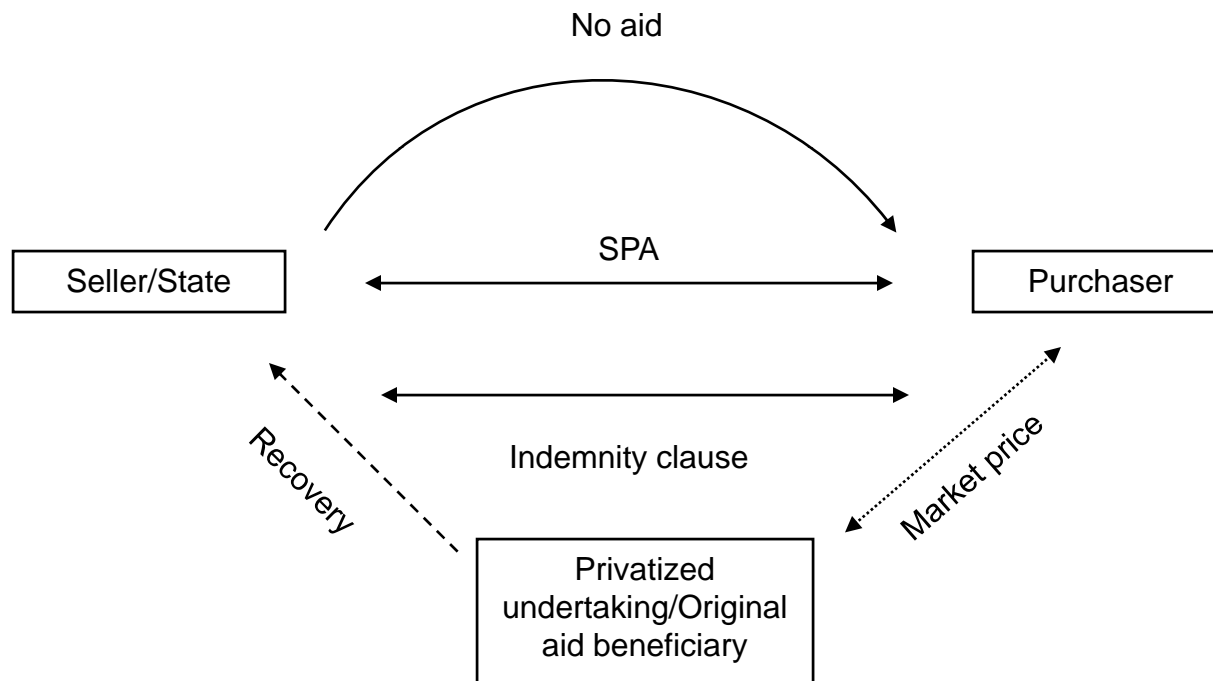 No aid
SPA
Seller/State
Purchaser
Recovery
Indemnity clause
Market price
Privatized
undertaking/Original
aid beneficiary